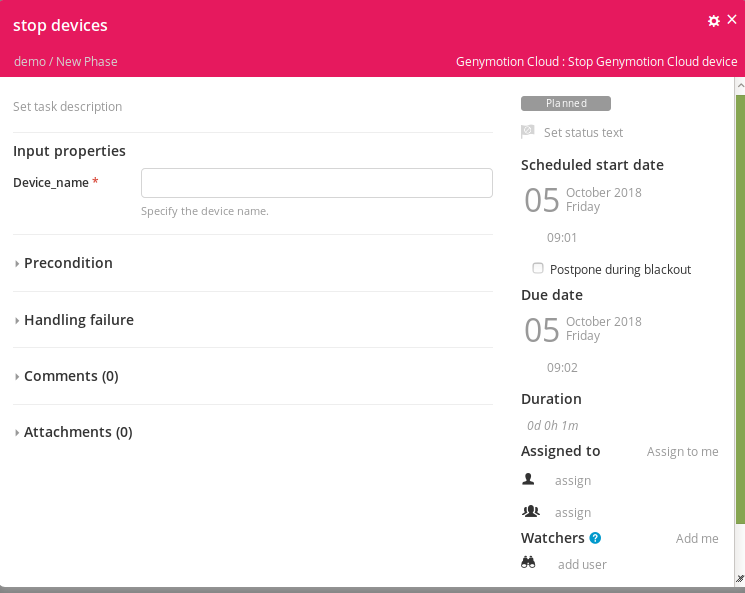 stop devices
demo / New Phase
Genymotion Cloud : Stop Genymotion Cloud device
Set task description
Input properties
Device_name *
Specify the device name.
Precondition
Handling failure
Comments (0)
Attachments (0)
Planned
Set status text
Scheduled start date
05
October 2018
Friday
09:01
Postpone during blackout
Due date
05
October 2018
Friday
09:02
Duration
0d 0h 1m
Assigned to
Assign to me
assign
assign
Watchers ?
Add me
add user